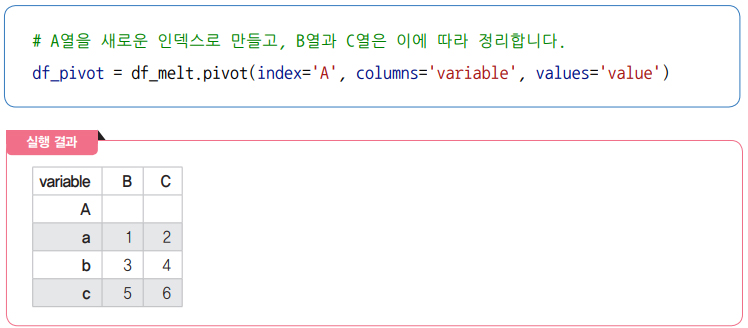 # A열을 새로운 인덱스로 만들고, B열과 C열은 이에 따라 정리합니다.
df_pivot = df_melt.pivot(index='A', columns='variable', values='value')
실행 결과
variable B C
A
a 1 2
b 3 4
c 5 6